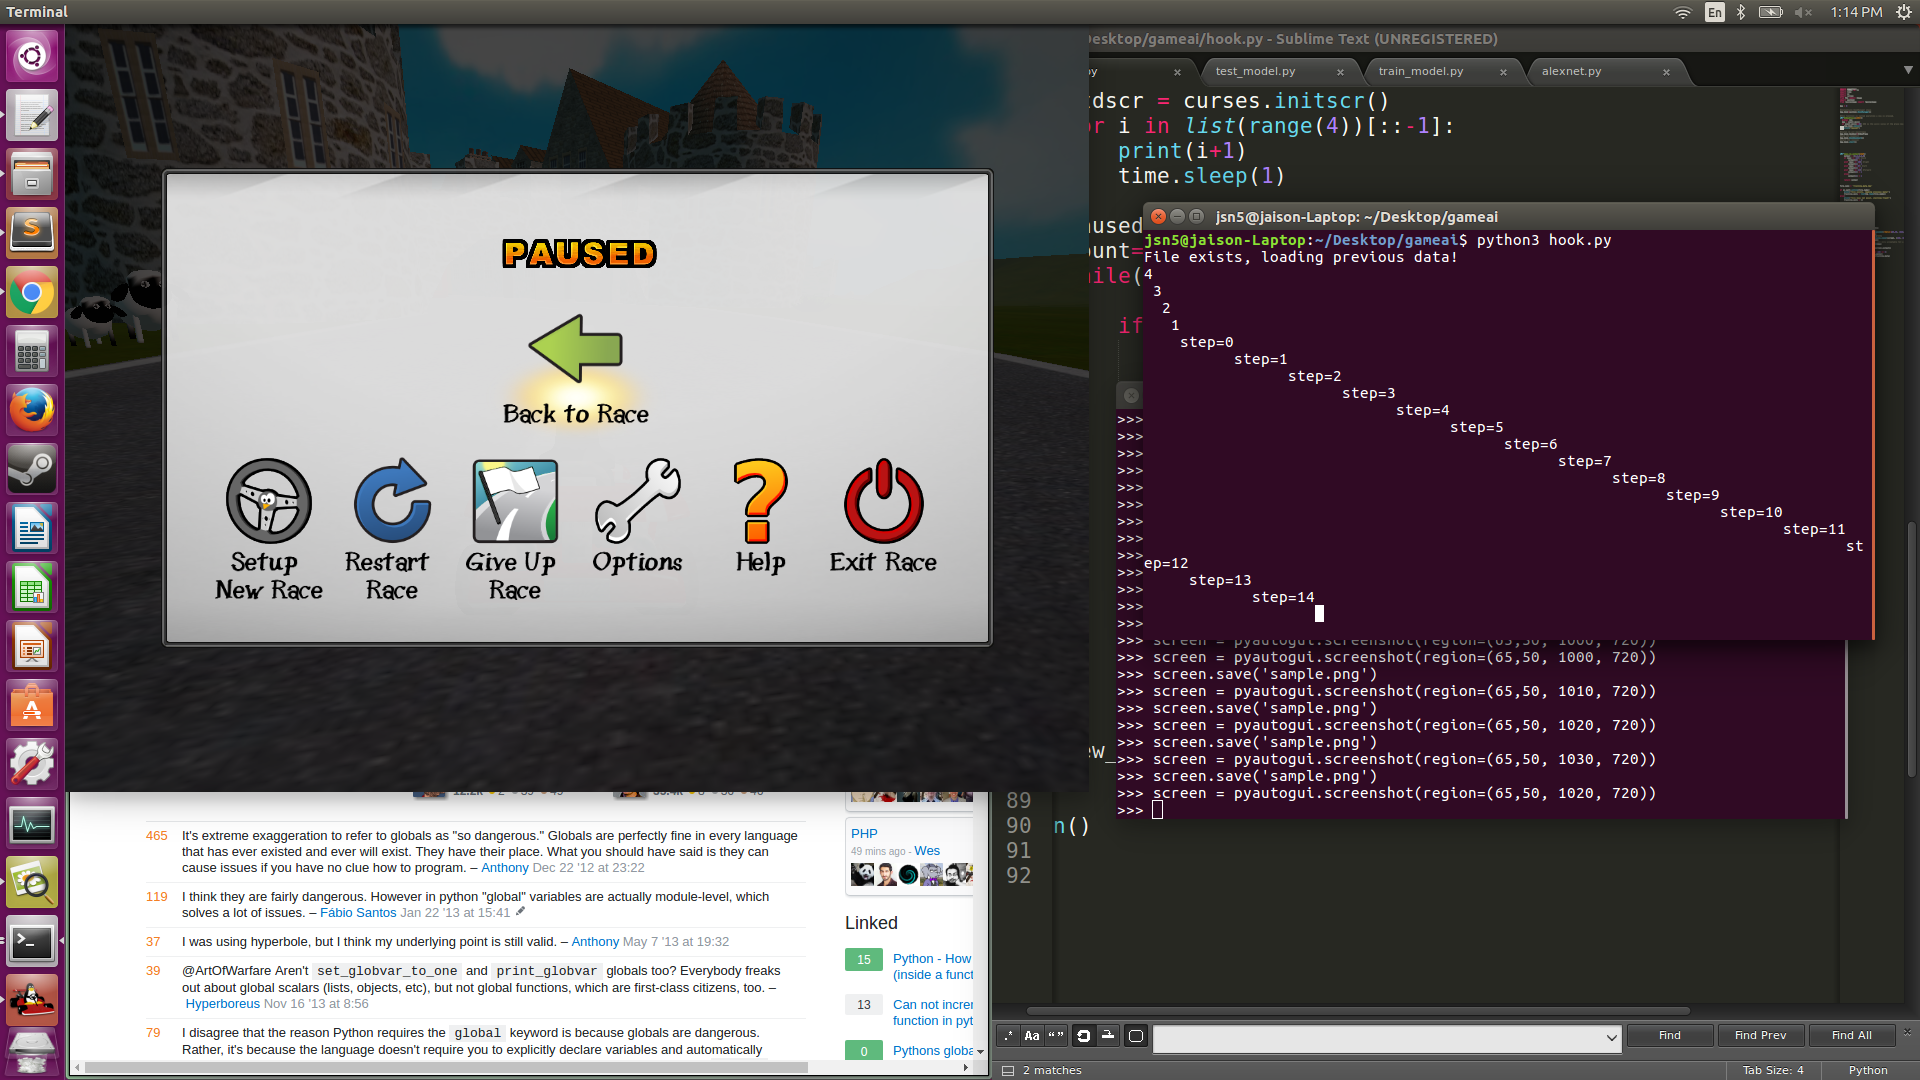 Terminal
En
1:14 PM
Desktop/gameai/hook.py - Sublime Text (UNREGISTERED)
py
test_model.py
train_model.py
alexnet.py
tdscr = curses.initscr()
or i in list(range(4))[::-1]:
print(i+1)
time.sleep(1)
aused
ount=
hile(
if
PAUSED
Back to Race
Setup New Race
Restart Race
Give Up Race
Options
Help
Exit Race
jsn5@jaison-Laptop: ~/Desktop/gameai
jsn5@jaison-Laptop:~/Desktop/gameai$ python3 hook.py
File exists, loading previous data!
4
3
2
1
step=0
step=1
step=2
step=3
step=4
step=5
step=6
step=7
step=8
step=9
step=10
step=11
st
ep=12
step=13
step=14
>>>
>>>
>>>
>>>
>>>
>>>
>>>
>>>
>>>
>>>
>>>
>>>
>>>
>>> screen = pyautogui.screenshot(region=(65,50, 1000, 720))
>>> screen = pyautogui.screenshot(region=(65,50, 1000, 720))
>>> screen.save('sample.png')
>>> screen = pyautogui.screenshot(region=(65,50, 1010, 720))
>>> screen.save('sample.png')
>>> screen = pyautogui.screenshot(region=(65,50, 1020, 720))
>>> screen.save('sample.png')
>>> screen = pyautogui.screenshot(region=(65,50, 1030, 720))
>>> screen.save('sample.png')
>>> screen = pyautogui.screenshot(region=(65,50, 1020, 720))
>>>
ew_
89
90 n()
91
92
465 It's extreme exaggeration to refer to globals as "so dangerous." Globals are perfectly fine in every language
that has ever existed and ever will exist. They have their place. What you should have said is they can
cause issues if you have no clue how to program. – Anthony Dec 22 '12 at 23:22
119 I think they are fairly dangerous. However in python "global" variables are actually module-level, which
solves a lot of issues. – Fábio Santos Jan 22 '13 at 15:41
37 I was using hyperbole, but I think my underlying point is still valid. – Anthony May 7 '13 at 19:32
39 @ArtOfWarfare Aren't set_globvar_to_one and print_globvar globals too? Everybody freaks
out about global scalars (lists, objects, etc), but not global functions, which are first-class citizens, too. –
Hyperboreus Nov 16 '13 at 8:56
79 I disagree that the reason Python requires the global keyword is because globals are dangerous.
Rather, it's because the language doesn't require you to explicitly declare variables and automatically
PHP
49 mins ago - Wes
Linked
15 Python - How
(inside a funct
13 Can not increr
function in pyt
0 Pythons globa
.* Aa “ ”
Find
Find Prev
Find All
2 matches
Tab Size: 4
Python